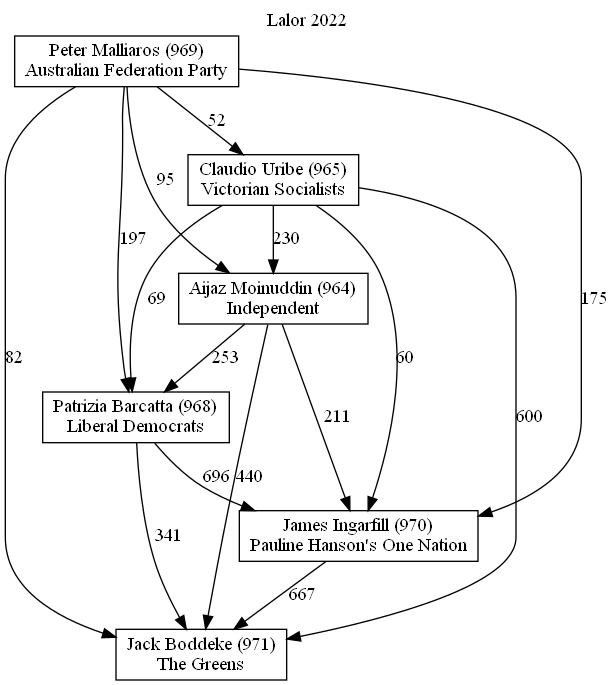 Lalor 2022
Peter Malliaros (969)
Australian Federation Party
52
Claudio Uribe (965)
Victorian Socialists
95
197
230
175
Aijaz Moinuddin (964)
Independent
69
82
253
60
Patrizia Barcatta (968)
Liberal Democrats
211
600
696
440
James Ingarfill (970)
Pauline Hanson's One Nation
341
667
Jack Boddeke (971)
The Greens